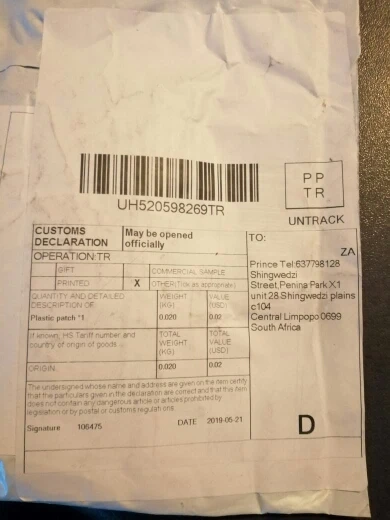 UH520598269TR
PP
TR
UNTRACK
CUSTOMS
DECLARATION
May be opened
officially
OPERATION:TR
GIFT
COMMERCIAL SAMPLE
PRINTED
X
OTHER(Tick as appropriate)
QUANTITY AND DETAILED
DESCRIPTION OF
WEIGHT
(KG)
VALUE
(USD)
Plastic patch *1
0.020
0.02
If known, HS Tariff number and
country of origin of goods
TOTAL
WEIGHT
(KG)
TOTAL
VALUE
(USD)
ORIGIN:
0.020
0.02
The undersigned whose name and address are given on the item certify
that the particulars given in the declaration are correct and that this item
does not contain any dangerous article or articles prohibited by
legislation or by postal or customs regulations
Signature 106475
DATE 2019-05-21
TO:
ZA
Prince Tel:637798128
Shingwedzi
Street,Penina Park,X1
unit 28 Shingwedzi plains
c104
Central Limpopo 0699
South Africa
D